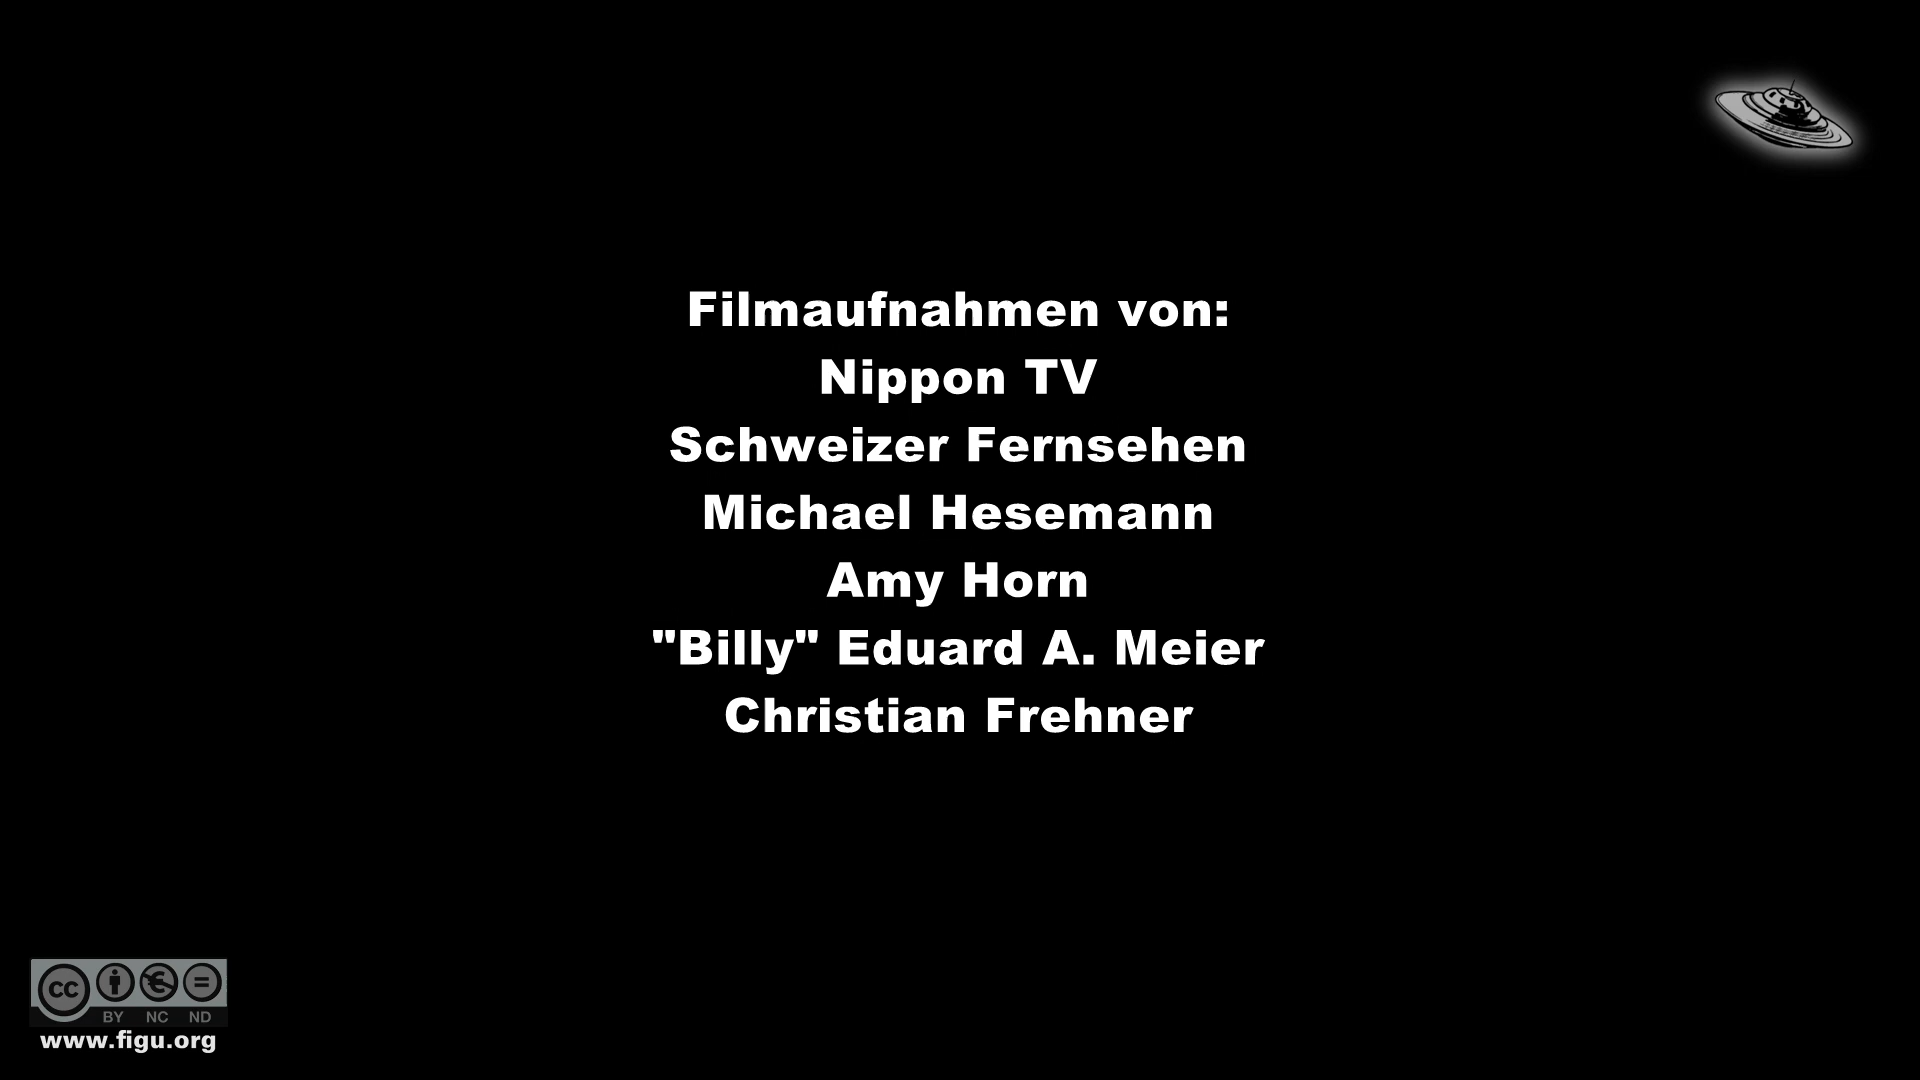 Filmaufnahmen von:
Nippon TV
Schweizer Fernsehen
Michael Hesemann
Amy Horn
"Billy" Eduard A. Meier
Christian Frehner
cc € =
BY NC ND
www.figu.org